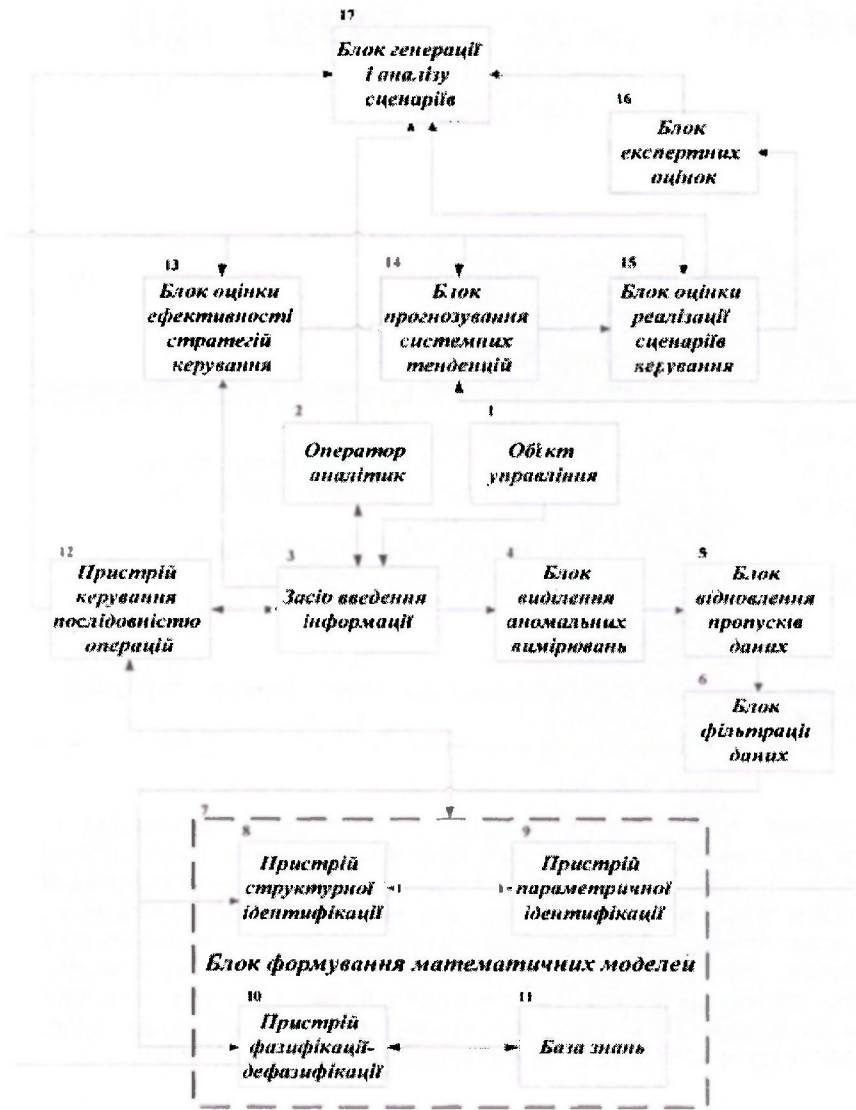 17
Блок генерації
і аналізу
сценаріїв
16
Блок
експертних
оцінок
13
Блок оцінки
ефективності
стратегій
керування
14
Блок
прогнозування
системних
тенденцій
15
Блок оцінки
реалізації
сценаріїв
керування
2
Оператор
аналітик
1
Об'єкт
управління
12
Пристрій
керування
послідовністю
операцій
3
Засіб введення
інформації
4
Блок
виділення
аномальних
вимірювань
5
Блок
відновлення
пропусків
даних
6
Блок
фільтрації
даних
7
8
Пристрій
структурної
ідентифікації
9
Пристрій
параметричної
ідентифікації
Блок формування математичних моделей
10
Пристрій
фазифікації-
дефазифікації
11
База знань